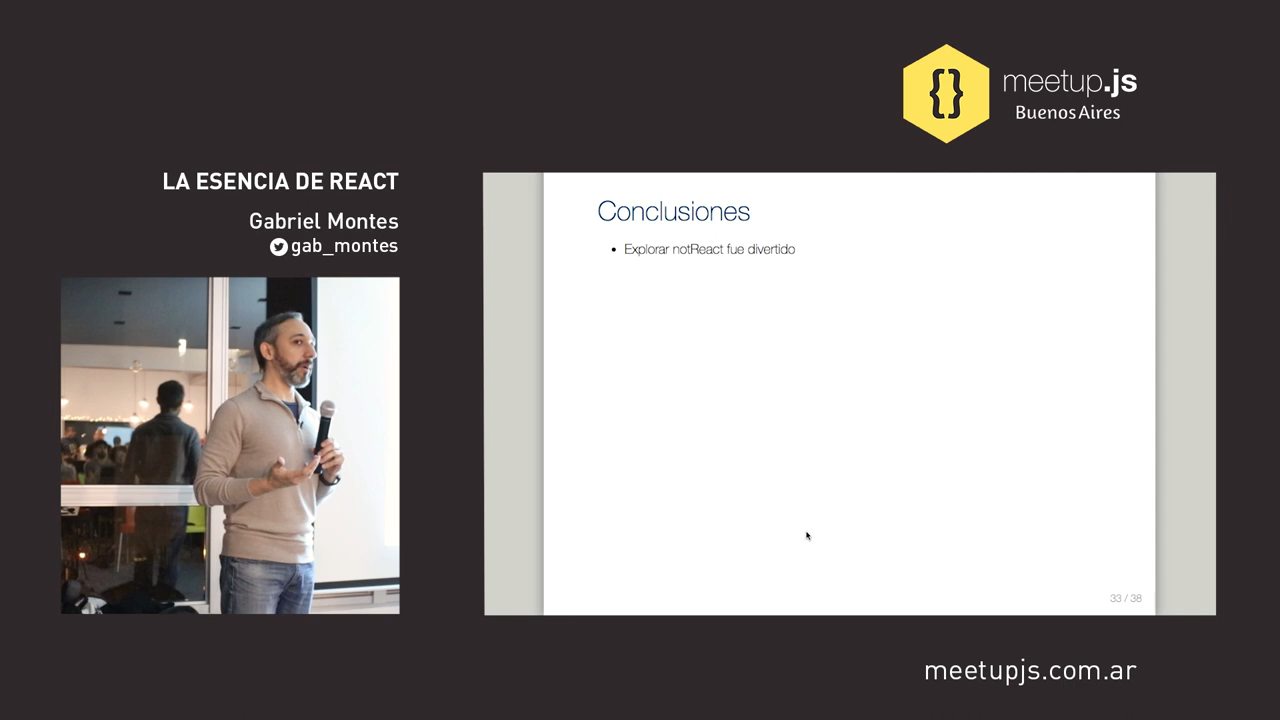 {}
meetup.js
Buenos Aires
LA ESENCIA DE REACT
Gabriel Montes
gab_montes
Conclusiones
• Explorar notReact fue divertido
33 / 38
meetupjs.com.ar